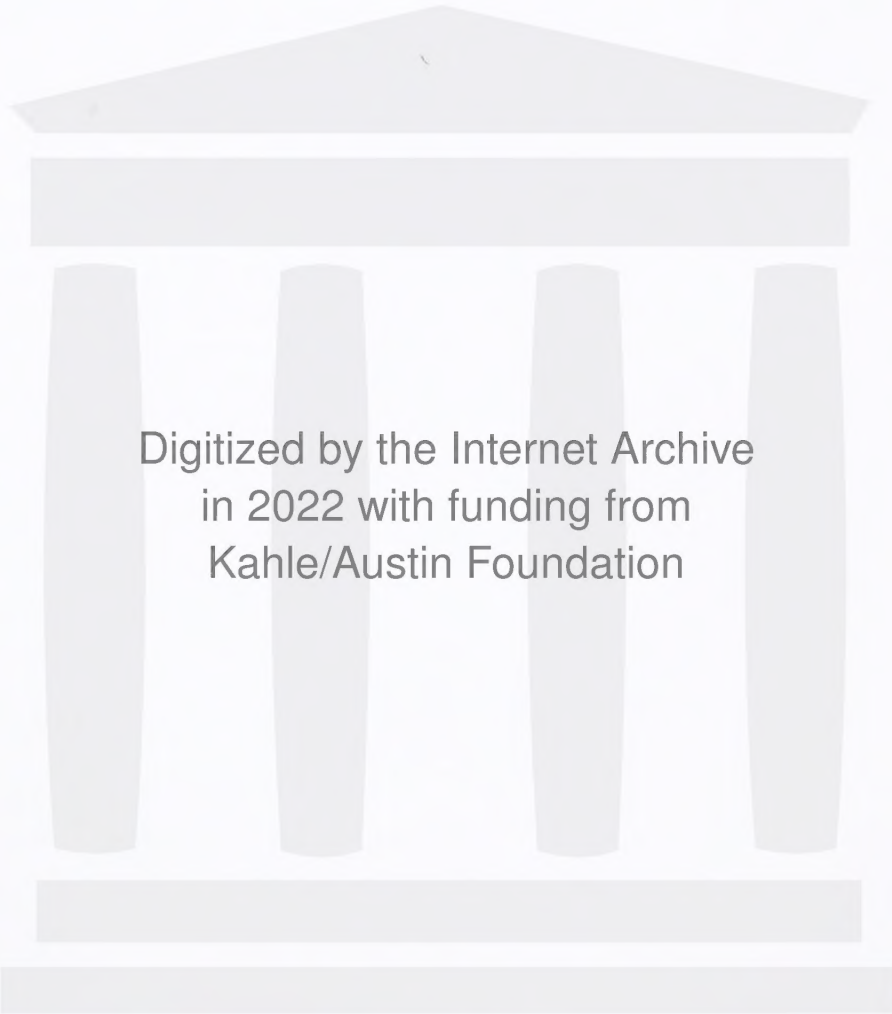 Digitized by the Internet Archive
in 2022 with funding from
Kahle/Austin Foundation